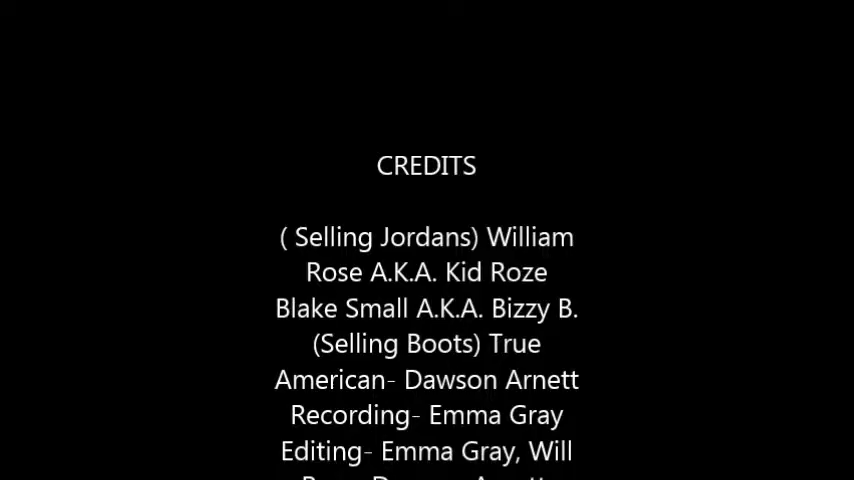 CREDITS
( Selling Jordans) William
Rose A.K.A. Kid Roze
Blake Small A.K.A. Bizzy B.
(Selling Boots) True
American- Dawson Arnett
Recording- Emma Gray
Editing- Emma Gray, Will